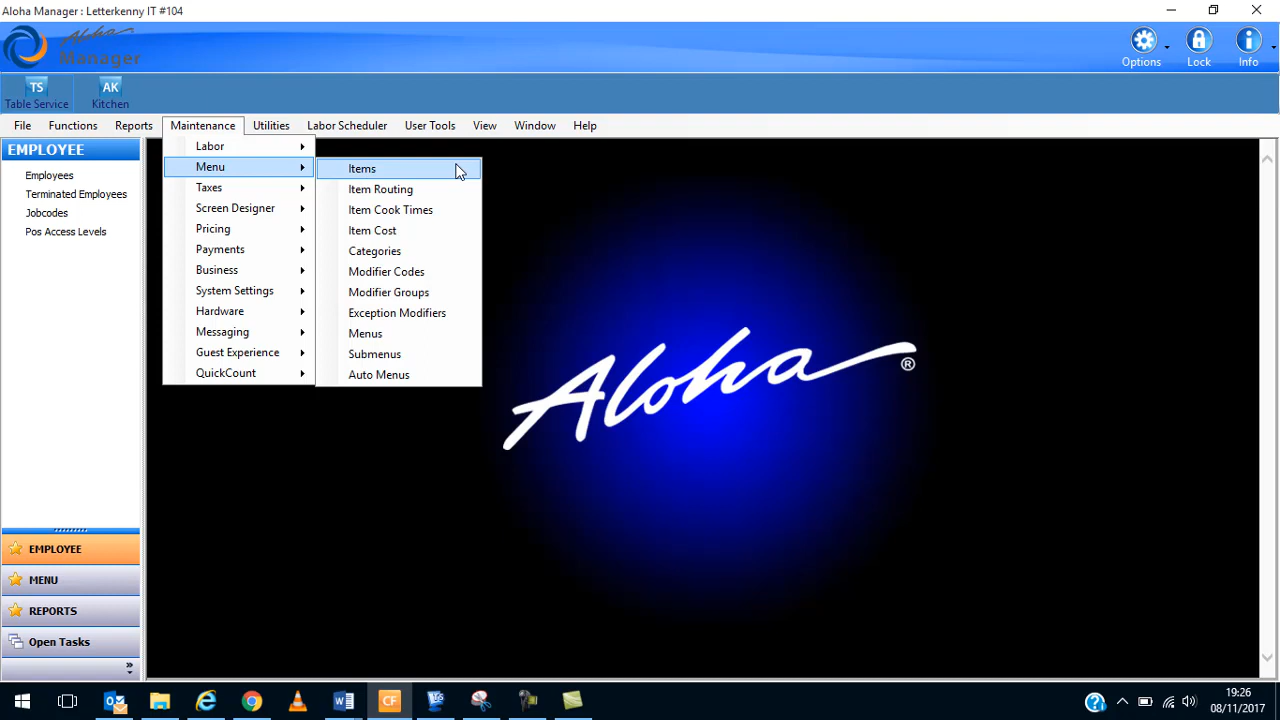 Aloha Manager : Letterkenny IT #104
Aloha
Manager
Options
Lock
Info
TS
Table Service
AK
Kitchen
File Functions Reports Maintenance Utilities Labor Scheduler User Tools View Window Help
EMPLOYEE
Employees
Terminated Employees
Jobcodes
Pos Access Levels
Labor
Menu
Taxes
Screen Designer
Pricing
Payments
Business
System Settings
Hardware
Messaging
Guest Experience
QuickCount
Items
Item Routing
Item Cook Times
Item Cost
Categories
Modifier Codes
Modifier Groups
Exception Modifiers
Menus
Submenus
Auto Menus
Aloha®
EMPLOYEE
MENU
REPORTS
Open Tasks
CF
19:26
08/11/2017